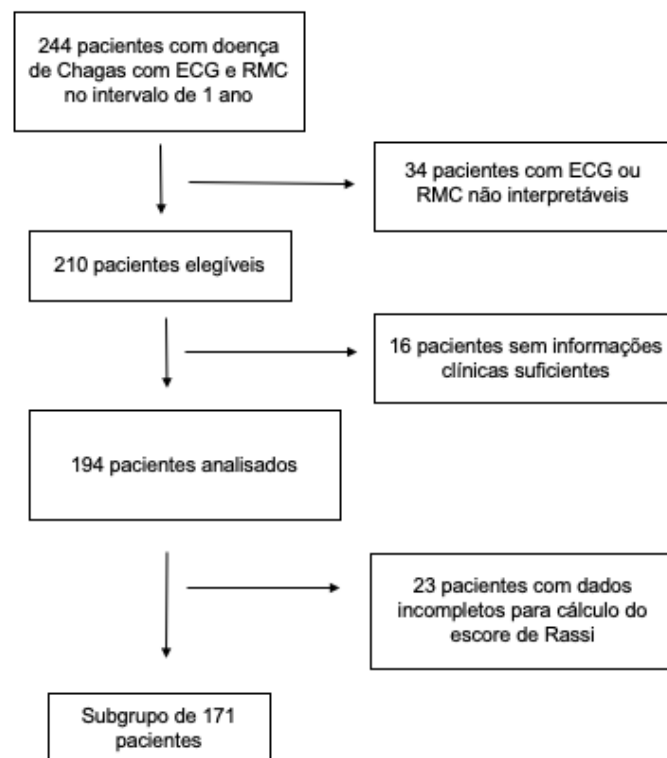 244 pacientes com doença
de Chagas com ECG e RMC
no intervalo de 1 ano
34 pacientes com ECG ou
RMC não interpretáveis
210 pacientes elegíveis
16 pacientes sem informações
clínicas suficientes
194 pacientes analisados
23 pacientes com dados
incompletos para cálculo do
escore de Rassi
Subgrupo de 171
pacientes